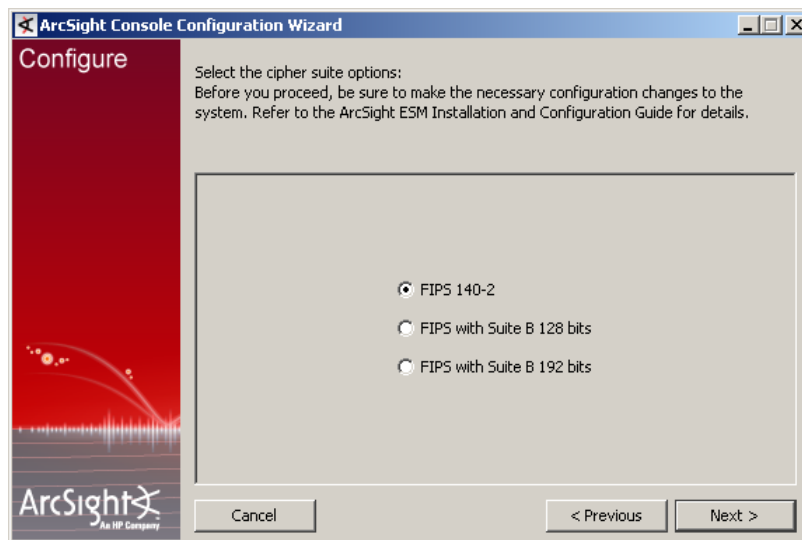 ArcSight Console Configuration Wizard
Configure
Select the cipher suite options:
Before you proceed, be sure to make the necessary configuration changes to the
system. Refer to the ArcSight ESM Installation and Configuration Guide for details.
FIPS 140-2
FIPS with Suite B 128 bits
FIPS with Suite B 192 bits
ArcSight
An HP Company
Cancel
< Previous
Next >